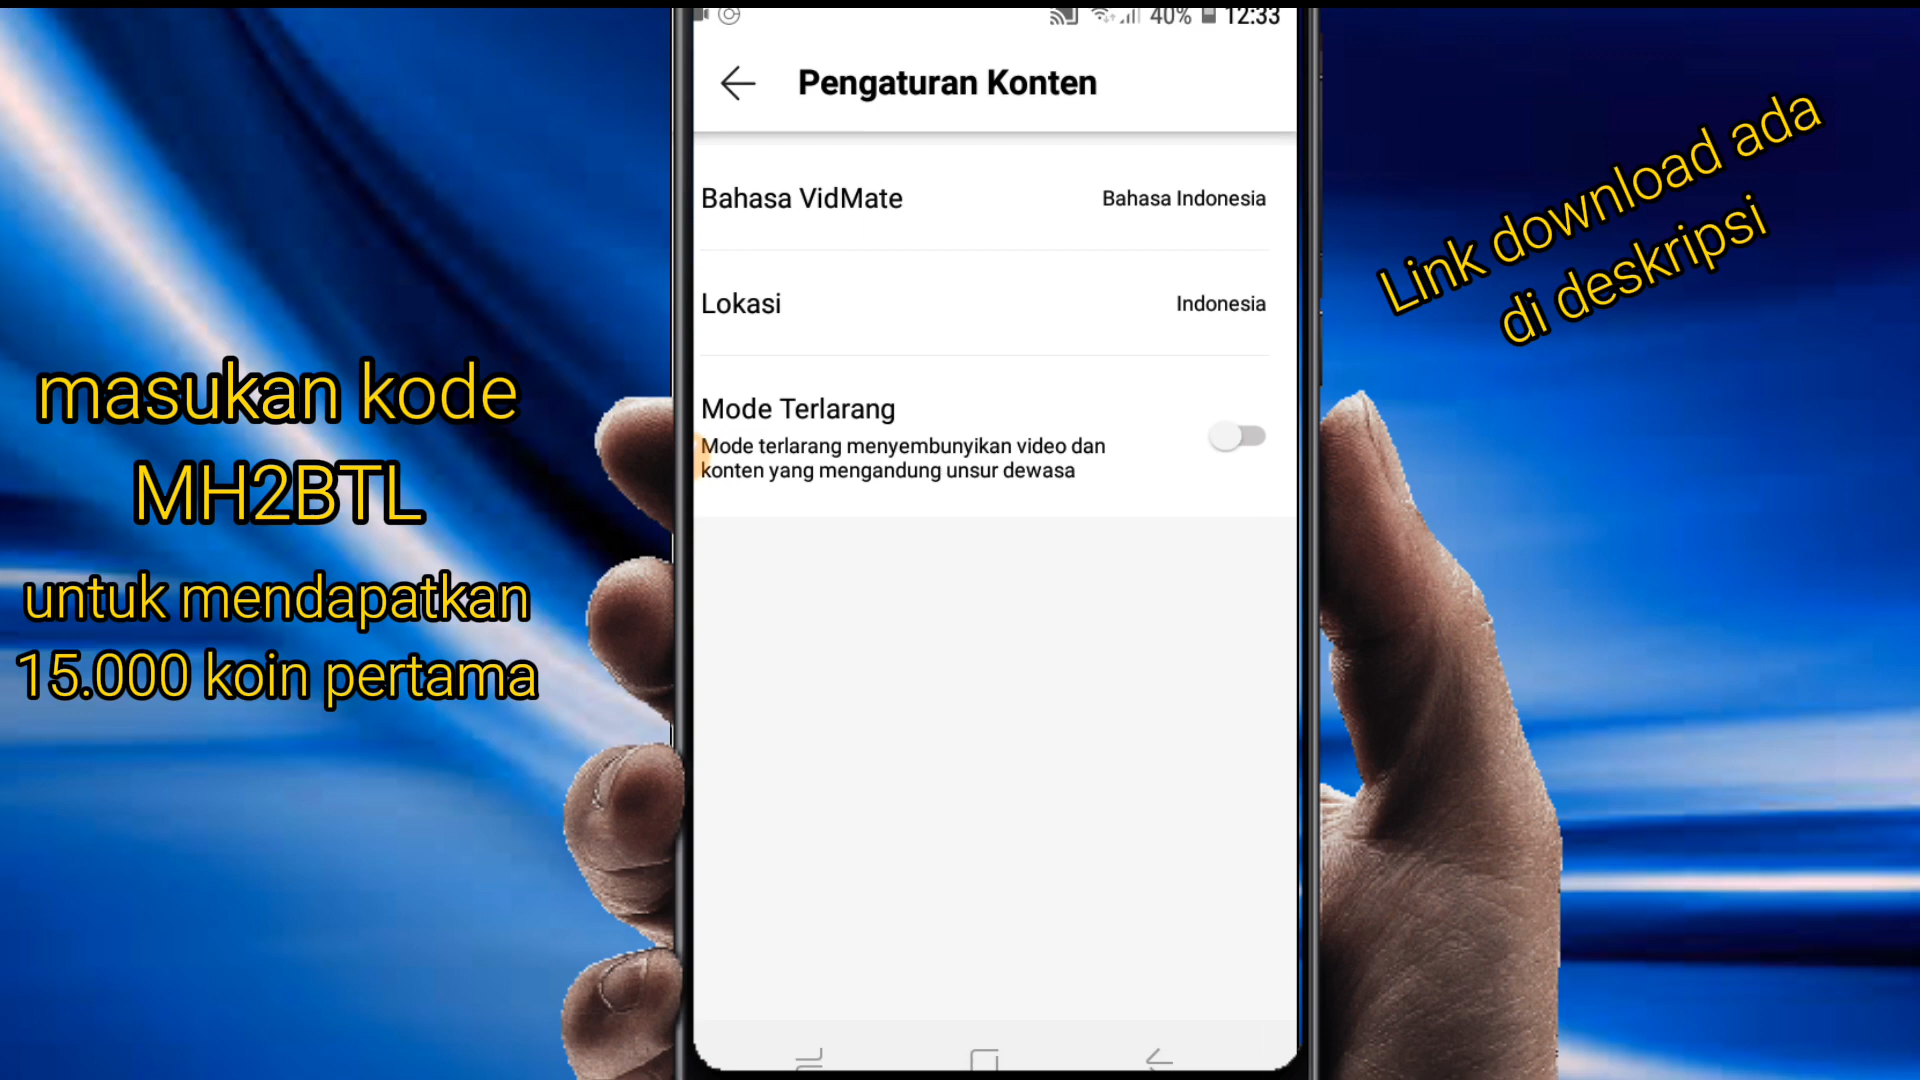 40% 12:33
Pengaturan Konten
Bahasa VidMate Bahasa Indonesia
Lokasi Indonesia
Mode Terlarang
Mode terlarang menyembunyikan video dan
konten yang mengandung unsur dewasa
masukan kode
MH2BTL
untuk mendapatkan
15.000 koin pertama
Link download ada
di deskripsi